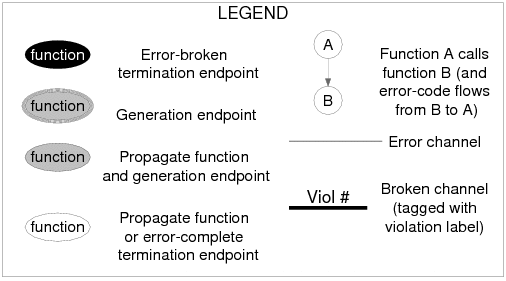 LEGEND
function
Error-broken
termination endpoint
function
Generation endpoint
function
Propagate function
and generation endpoint
function
Propagate function
or error-complete
termination endpoint
A
B
Function A calls
function B (and
error-code flows
from B to A)
Error channel
Viol #
Broken channel
(tagged with
violation label)